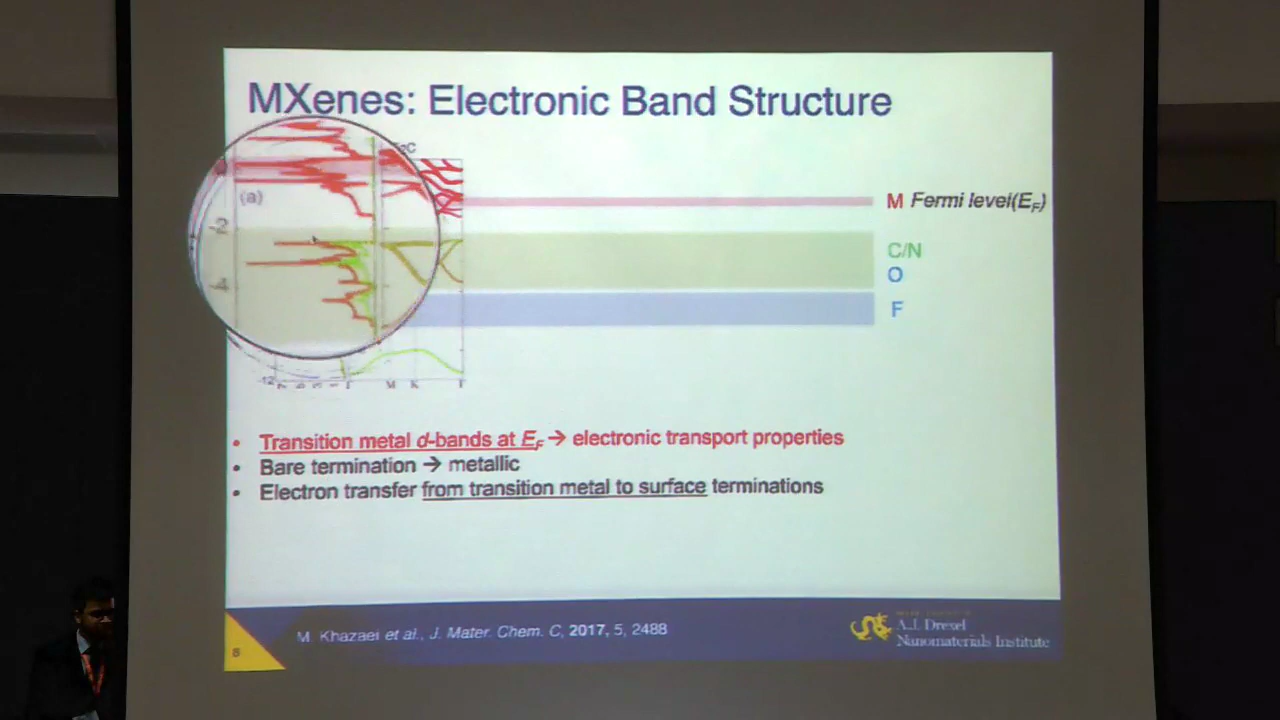 MXenes: Electronic Band Structure
(a)
-2
-4
-12
M K Γ
M Fermi level(EF)
C/N
O
F
• Transition metal d-bands at EF → electronic transport properties
• Bare termination → metallic
• Electron transfer from transition metal to surface terminations
M. Khazaei et al., J. Mater. Chem. C, 2017, 5, 2488
A.J. Drexel
Nanomaterials Institute